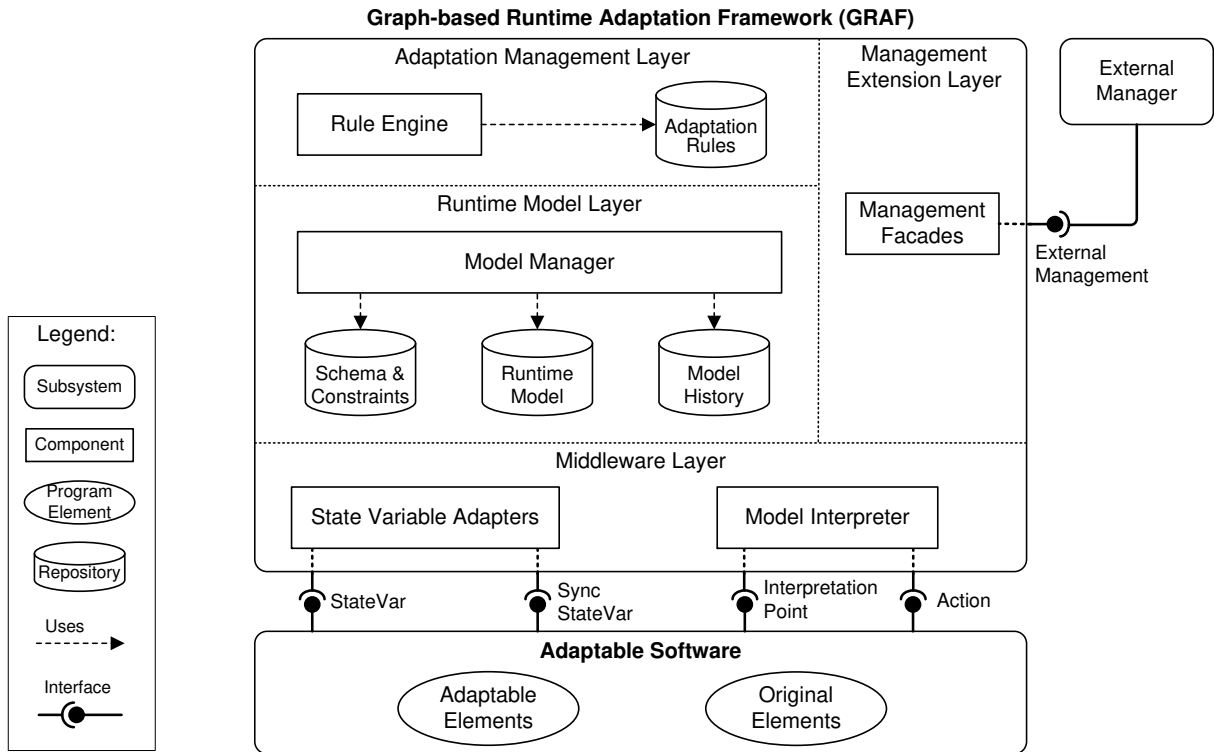 Graph-based Runtime Adaptation Framework (GRAF)
Adaptation Management Layer
Rule Engine
Adaptation
Rules
Management
Extension Layer
External
Manager
Runtime Model Layer
Model Manager
Schema &
Constraints
Runtime
Model
Model
History
Management
Facades
External
Management
Middleware Layer
State Variable Adapters
Model Interpreter
StateVar
Sync
StateVar
Interpretation
Point
Action
Adaptable Software
Adaptable
Elements
Original
Elements
Legend:
Subsystem
Component
Program
Element
Repository
Uses
Interface